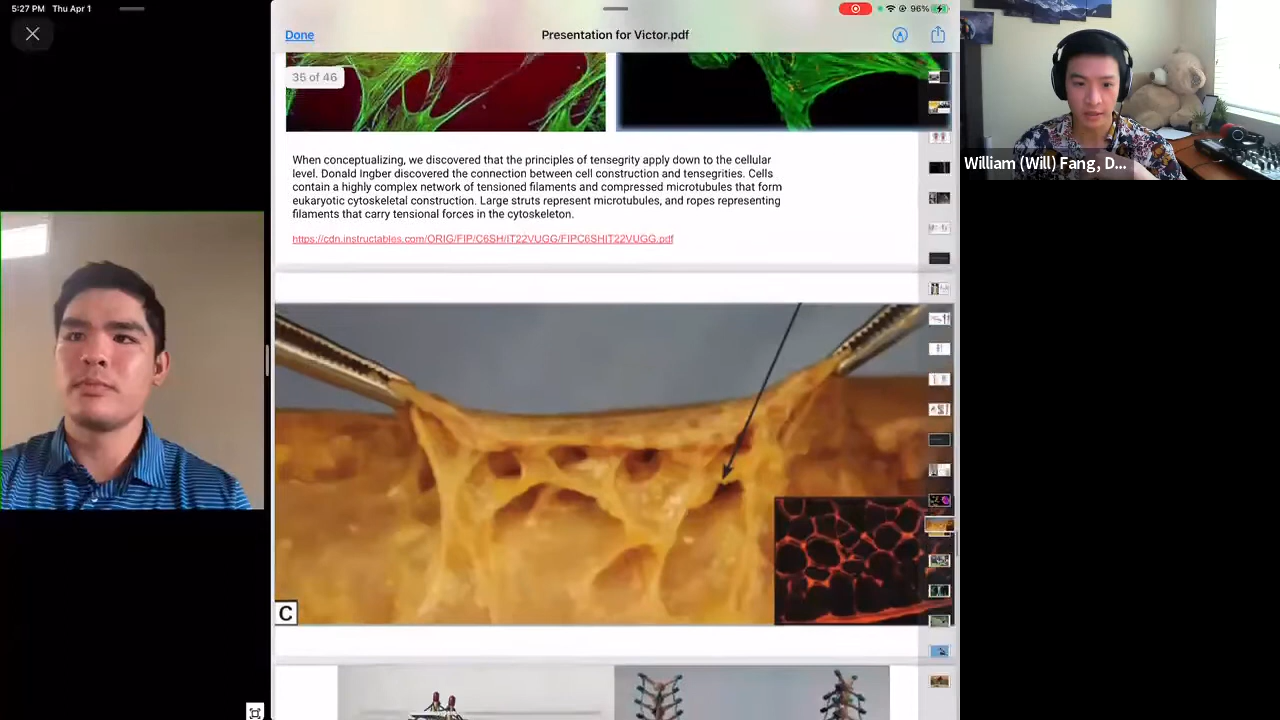 5:27 PM Thu Apr 1
96%
Done
Presentation for Victor.pdf
35 of 46
William (Will) Fang, D...
When conceptualizing, we discovered that the principles of tensegrity apply down to the cellular
level. Donald Ingber discovered the connection between cell construction and tensegrities. Cells
contain a highly complex network of tensioned filaments and compressed microtubules that form
eukaryotic cytoskeletal construction. Large struts represent microtubules, and ropes representing
filaments that carry tensional forces in the cytoskeleton.
https://cdn.instructables.com/ORIG/FIP/C6SH/IT22VUGG/FIPC6SHIT22VUGG.pdf
C